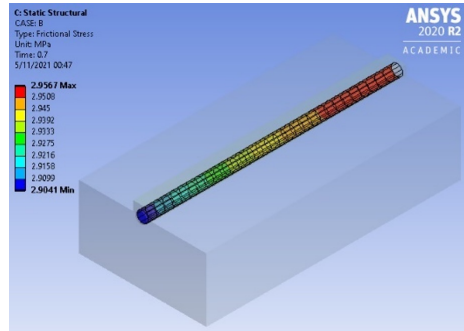 C: Static Structural
CASE: B
Type: Frictional Stress
Unit: MPa
Time: 0.7
5/11/2021 00:47
2.9567 Max
2.9508
2.945
2.9392
2.9333
2.9275
2.9216
2.9158
2.9099
2.9041 Min
ANSYS
2020 R2
ACADEMIC